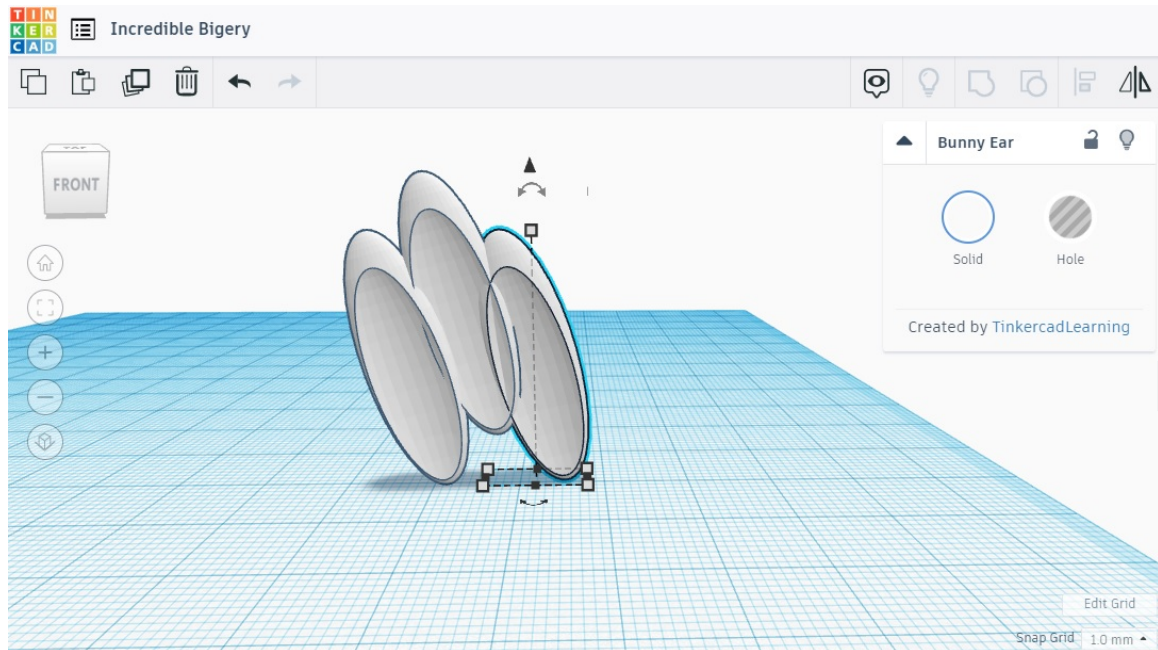 TIN
KER
CAD
Incredible Bigery
TOP
FRONT
Bunny Ear
Solid
Hole
Created by TinkercadLearning
Edit Grid
Snap Grid 1.0 mm